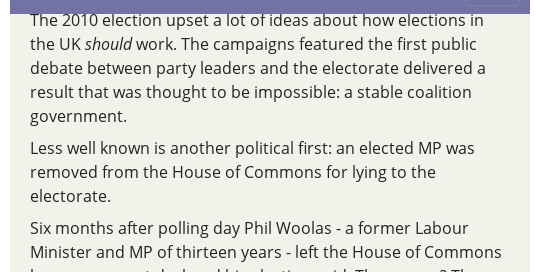 The 2010 election upset a lot of ideas about how elections in
the UK should work. The campaigns featured the first public
debate between party leaders and the electorate delivered a
result that was thought to be impossible: a stable coalition
government.
Less well known is another political first: an elected MP was
removed from the House of Commons for lying to the
electorate.
Six months after polling day Phil Woolas - a former Labour
Minister and MP of thirteen years - left the House of Commons